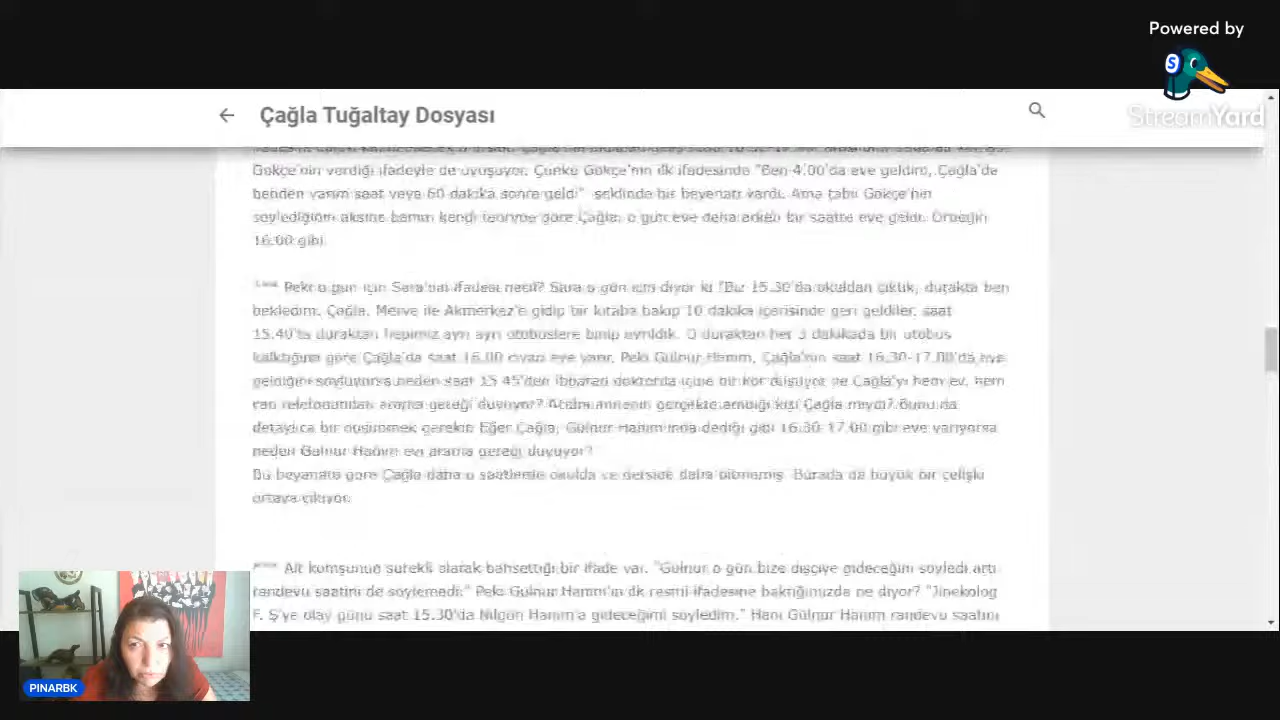 Powered by
StreamYard
Çağla Tuğaltay Dosyası
Gökçe'nin verdiği ifadeyle de uyuşuyor. Çünkü Gökçe'nin ilk ifadesinde "Ben 4.00'da eve geldim, Çağla'da
benden yarım saat veya 60 dakika sonra geldi" şeklinde bir beyanatı vardı. Ama tabii Gökçe'nin
söylediğinin aksine benim kendi teorime göre Çağla, o gün eve daha erken bir saatte eve geldi. Örneğin
16.00 gibi.
*** Peki o gün için Sara'nın ifadesi neydi? Sara o gün için diyor ki "Biz 15.30'da okuldan çıktık, durakta ben
bekledim, Çağla, Merve ile Akmerkez'e gidip bir kitaba bakıp 10 dakika içerisinde geri geldiler, saat
15.40'ta duraktan hepimiz ayrı ayrı otobüslere binip ayrıldık. O duraktan her 3 dakikada bir otobüs
kalktığına göre Çağla'da saat 16.00 civarı eve varır. Peki Gülnur Hanım, Çağla'nın saat 16.30-17.00'da eve
geldiğini söylüyorsa neden saat 15.45'den itibaren doktorda içine bir kor düşüyor ve Çağla'yı hem ev, hem
cep telefonundan arama gereği duyuyor? Acaba annenin gerçekte aradığı kişi Çağla mıydı? Bunu da
detaylıca bir düşünmek gerekir. Eğer Çağla, Gülnur Hanım'ında dediği gibi 16.30-17.00 gibi eve varıyorsa
neden Gülnur Hanım evi arama gereği duyuyor?
Bu beyanata göre Çağla daha o saatlerde okulda ve derside daha bitmemiş. Burada da büyük bir çelişki
ortaya çıkıyor.
*** Alt komşunun sürekli olarak bahsettiği bir ifade var. "Gülnur o gün bize dişçiye gideceğini söyledi artı
randevu saatini de söylemedi." Peki Gülnur Hanım'ın ilk resmi ifadesine baktığımızda ne diyor? "Jinekolog
F. Ş'ye olay günü saat 15.30'da Nilgün Hanım'a gideceğimi söyledim." Hani Gülnur Hanım randevu saatini
PINARBK